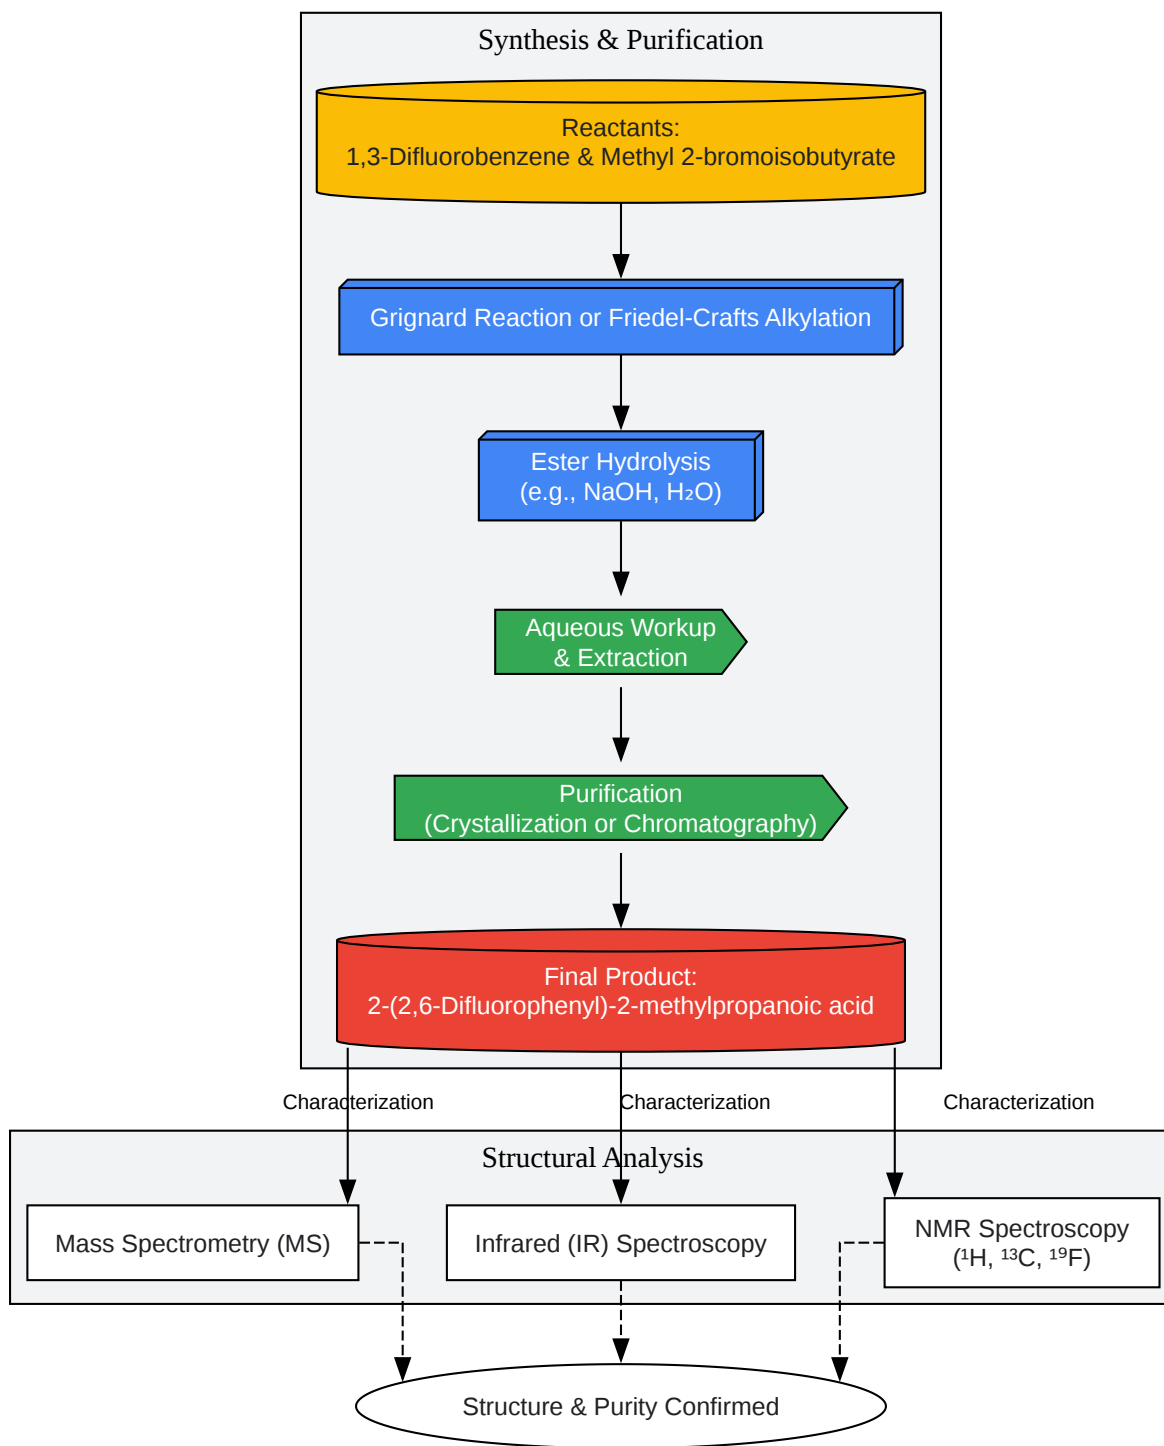 Synthesis & Purification
Reactants:
1,3-Difluorobenzene & Methyl 2-bromoisobutyrate
Grignard Reaction or Friedel-Crafts Alkylation
Ester Hydrolysis
(e.g., NaOH, H₂O)
Aqueous Workup
& Extraction
Purification
(Crystallization or Chromatography)
Final Product:
2-(2,6-Difluorophenyl)-2-methylpropanoic acid
Characterization
Characterization
Characterization
Structural Analysis
Mass Spectrometry (MS)
Infrared (IR) Spectroscopy
NMR Spectroscopy
(¹H, ¹³C, ¹⁹F)
Structure & Purity Confirmed